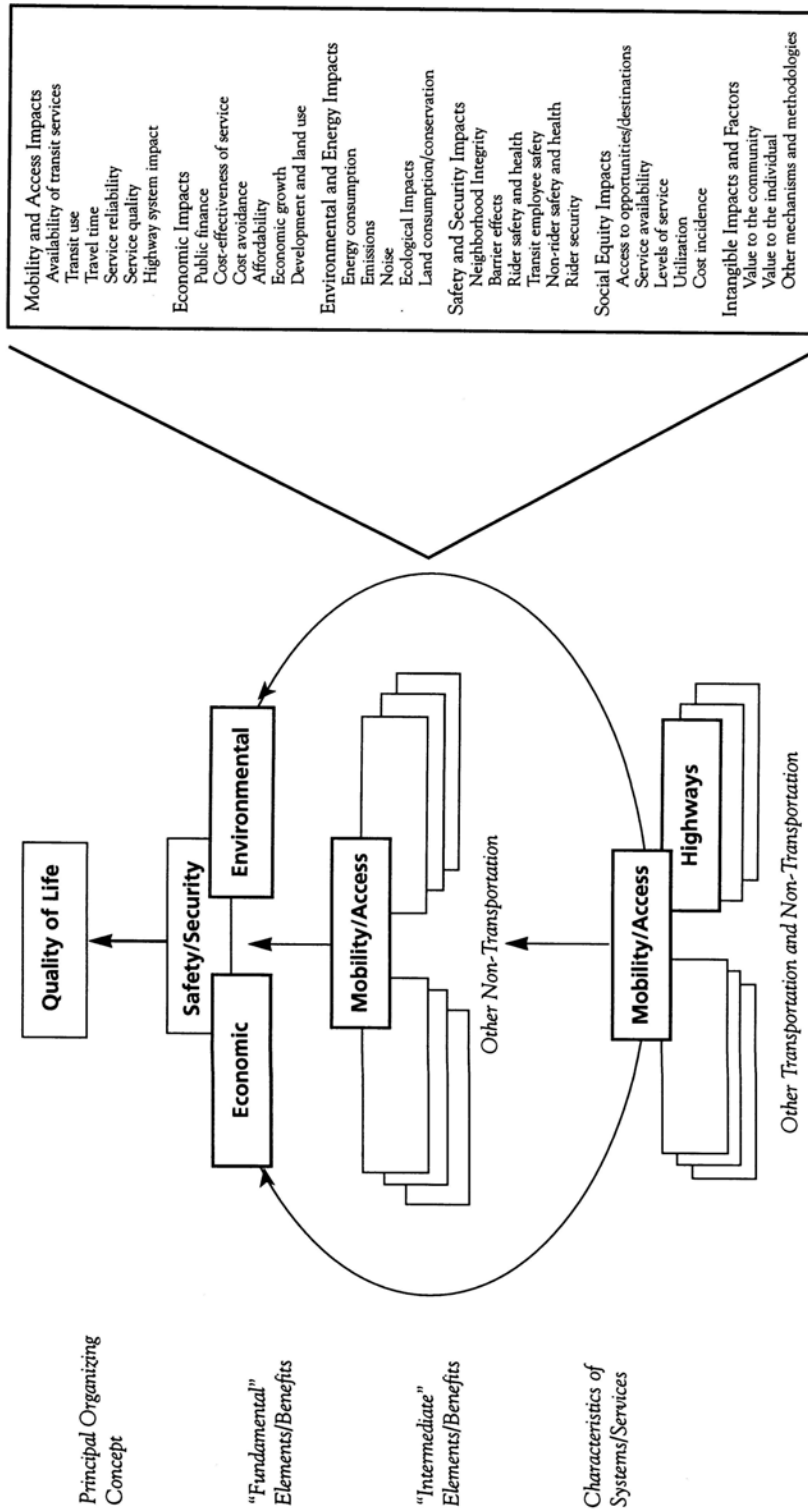 Principal Organizing
Concept
"Fundamental"
Elements/Benefits
"Intermediate"
Elements/Benefits
Characteristics of
Systems/Services
Quality of Life
Safety/Security
Economic
Environmental
Mobility/Access
Other Non-Transportation
Mobility/Access
Highways
Other Transportation and Non-Transportation
Mobility and Access Impacts
Availability of transit services
Transit use
Travel time
Service reliability
Service quality
Highway system impact
Economic Impacts
Public finance
Cost-effectiveness of service
Cost avoidance
Affordability
Economic growth
Development and land use
Environmental and Energy Impacts
Energy consumption
Emissions
Noise
Ecological Impacts
Land consumption/conservation
Safety and Security Impacts
Neighborhood Integrity
Barrier effects
Rider safety and health
Transit employee safety
Non-rider safety and health
Rider security
Social Equity Impacts
Access to opportunities/destinations
Service availability
Levels of service
Utilization
Cost incidence
Intangible Impacts and Factors
Value to the community
Value to the individual
Other mechanisms and methodologies